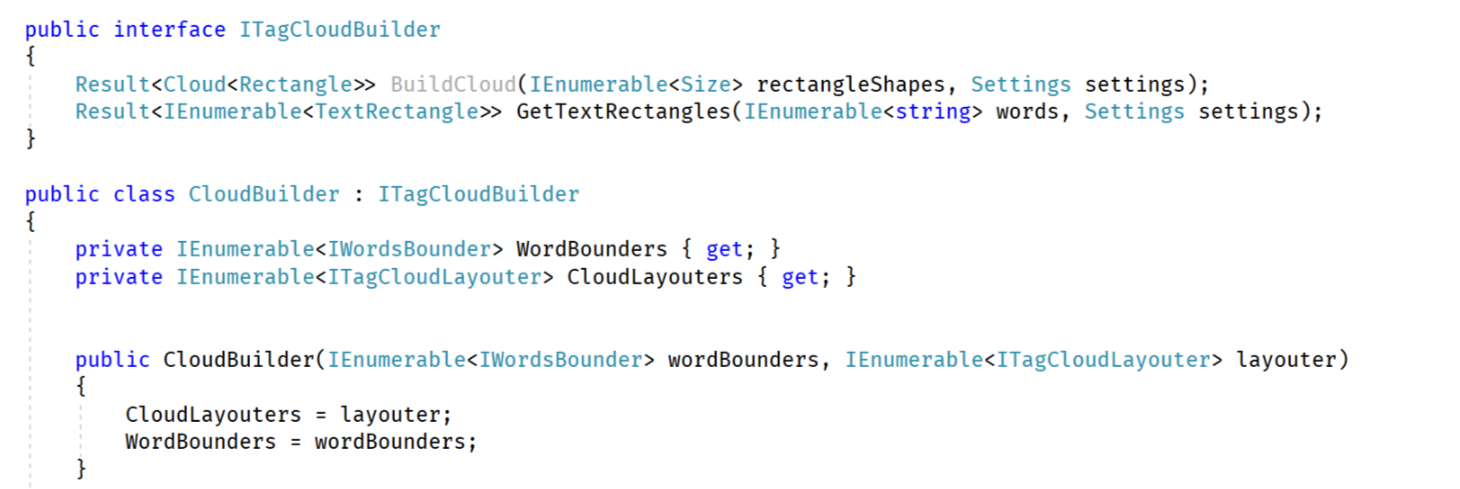 public interface ITagCloudBuilder
{
    Result<Cloud<Rectangle>> BuildCloud(IEnumerable<Size> rectangleShapes, Settings settings);
    Result<IEnumerable<TextRectangle>> GetTextRectangles(IEnumerable<string> words, Settings settings);
}
public class CloudBuilder : ITagCloudBuilder
{
    private IEnumerable<IWordsBounder> WordBounders { get; }
    private IEnumerable<ITagCloudLayouter> CloudLayouters { get; }
    public CloudBuilder(IEnumerable<IWordsBounder> wordBounders, IEnumerable<ITagCloudLayouter> layouter)
    {
        CloudLayouters = layouter;
        WordBounders = wordBounders;
    }